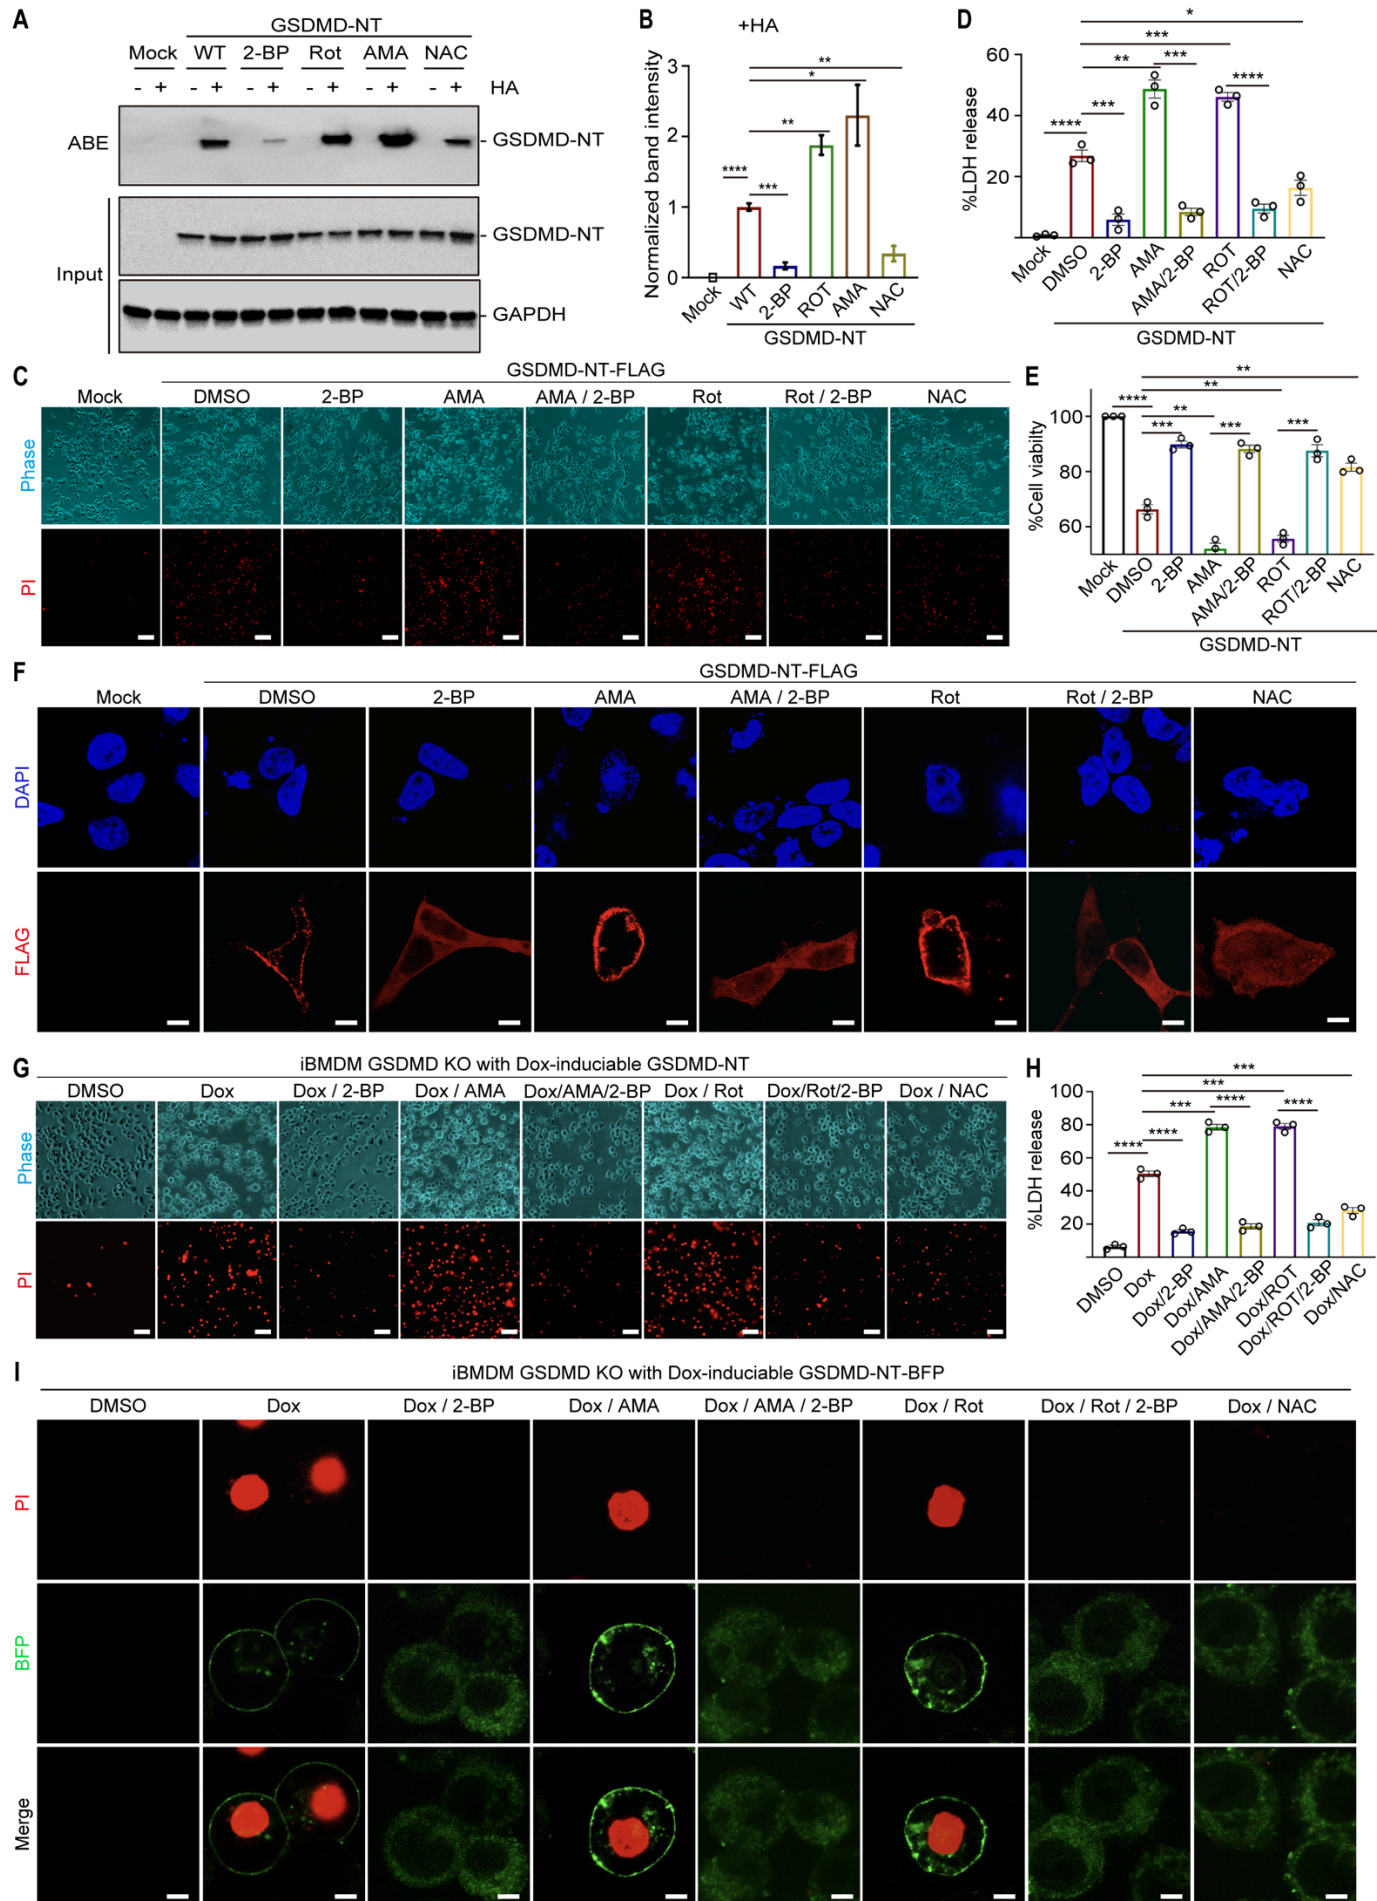 A
GSDMD-NT
Mock WT 2-BP Rot AMA NAC
- + - + - + - + - + - + HA
ABE
- GSDMD-NT
Input
- GSDMD-NT
- GAPDH
B
+HA
Normalized band intensity
3
2
1
0
**
*
**
****
***
Mock
WT
2-BP
ROT
AMA
NAC
GSDMD-NT
D
%LDH release
60
40
20
*
***
** ***
****
***
****
Mock
DMSO
2-BP
AMA
AMA/2-BP
ROT
ROT/2-BP
NAC
GSDMD-NT
C
GSDMD-NT-FLAG
Mock DMSO 2-BP AMA AMA / 2-BP Rot Rot / 2-BP NAC
Phase
PI
E
%Cell viabilty
100
80
60
**
**
****
**
***
***
***
Mock
DMSO
2-BP
AMA
AMA/2-BP
ROT
ROT/2-BP
NAC
GSDMD-NT
F
GSDMD-NT-FLAG
Mock DMSO 2-BP AMA AMA / 2-BP Rot Rot / 2-BP NAC
DAPI
FLAG
G
iBMDM GSDMD KO with Dox-induciable GSDMD-NT
DMSO Dox Dox / 2-BP Dox / AMA Dox/AMA/2-BP Dox / Rot Dox/Rot/2-BP Dox / NAC
Phase
PI
H
%LDH release
100
80
60
40
20
***
***
*** ****
****
**** ****
DMSO
Dox
Dox/2-BP
Dox/AMA
Dox/AMA/2-BP
Dox/ROT
Dox/ROT/2-BP
Dox/NAC
I
iBMDM GSDMD KO with Dox-induciable GSDMD-NT-BFP
DMSO Dox Dox / 2-BP Dox / AMA Dox / AMA / 2-BP Dox / Rot Dox / Rot / 2-BP Dox / NAC
PI
BFP
Merge